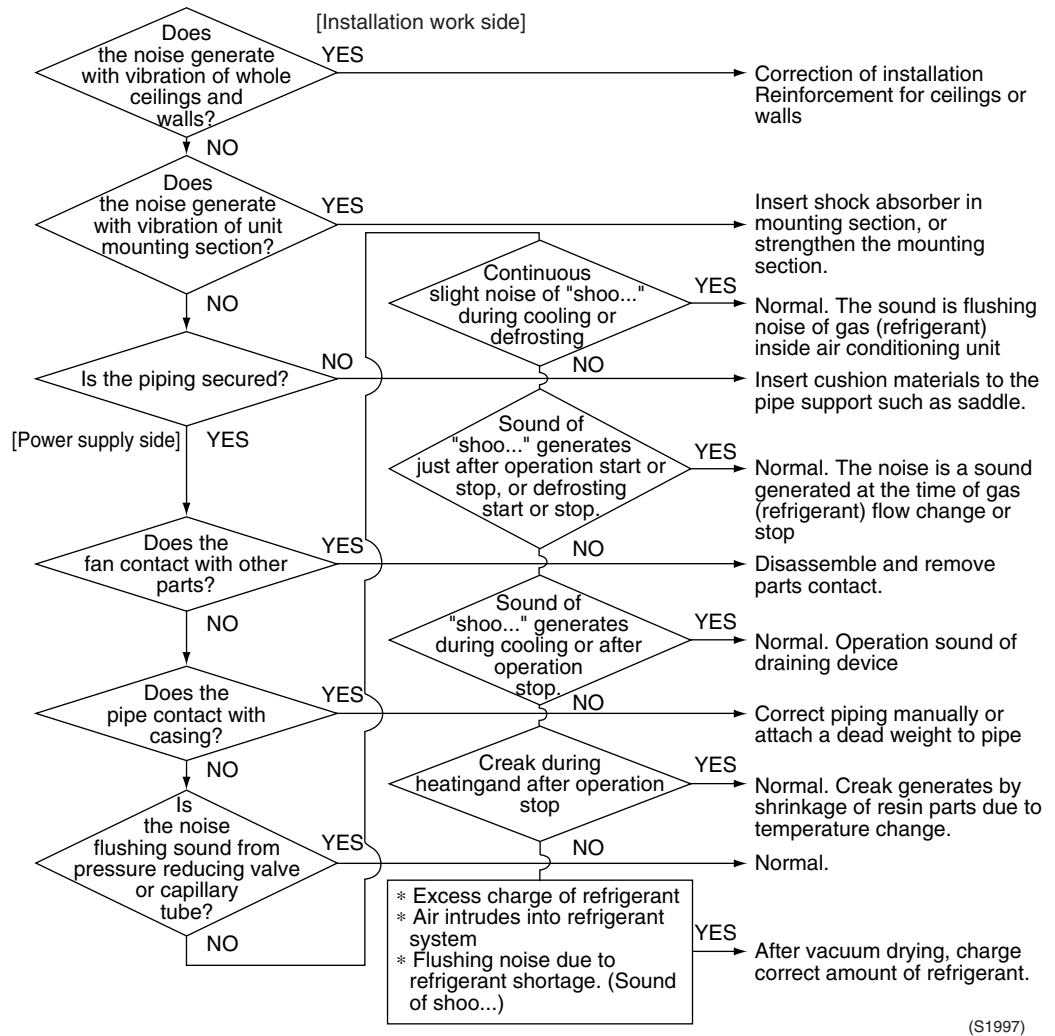 [Installation work side]
Does
the noise generate
with vibration of whole
ceilings and
walls?
YES
Correction of installation
Reinforcement for ceilings or
walls
NO
Does
the noise generate
with vibration of unit
mounting section?
YES
Insert shock absorber in
mounting section, or
strengthen the mounting
section.
NO
Is the piping secured?
NO
Insert cushion materials to the
pipe support such as saddle.
[Power supply side]
YES
Does the
fan contact with other
parts?
YES
Disassemble and remove
parts contact.
NO
Does the
pipe contact with
casing?
YES
Correct piping manually or
attach a dead weight to pipe
NO
Is
the noise
flushing sound from
pressure reducing valve
or capillary
tube?
YES
Normal.
NO
Continuous
slight noise of "shoo..."
during cooling or
defrosting
YES
Normal. The sound is flushing
noise of gas (refrigerant)
inside air conditioning unit
NO
Sound of
"shoo..." generates
just after operation start or
stop, or defrosting
start or stop.
YES
Normal. The noise is a sound
generated at the time of gas
(refrigerant) flow change or
stop
NO
Sound of
"shoo..." generates
during cooling or after
operation
stop.
YES
Normal. Operation sound of
draining device
NO
Creak during
heatingand after operation
stop
YES
Normal. Creak generates by
shrinkage of resin parts due to
temperature change.
NO
* Excess charge of refrigerant
* Air intrudes into refrigerant
system
* Flushing noise due to
refrigerant shortage. (Sound
of shoo...)
YES
After vacuum drying, charge
correct amount of refrigerant.
(S1997)